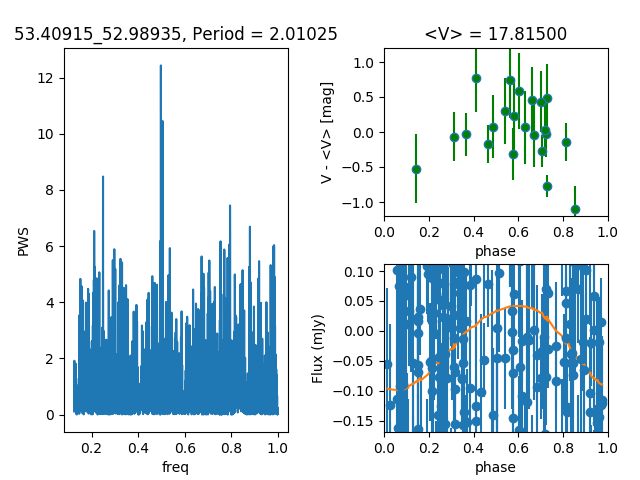 53.40915_52.98935, Period = 2.01025
<V> = 17.81500
PWS
12
10
8
6
4
2
0
0.2 0.4 0.6 0.8 1.0
freq
V - <V> [mag]
1.0
0.5
0.0
−0.5
−1.0
0.0 0.2 0.4 0.6 0.8 1.0
phase
Flux (mJy)
0.10
0.05
0.00
−0.05
−0.10
−0.15
0.0 0.2 0.4 0.6 0.8 1.0
phase